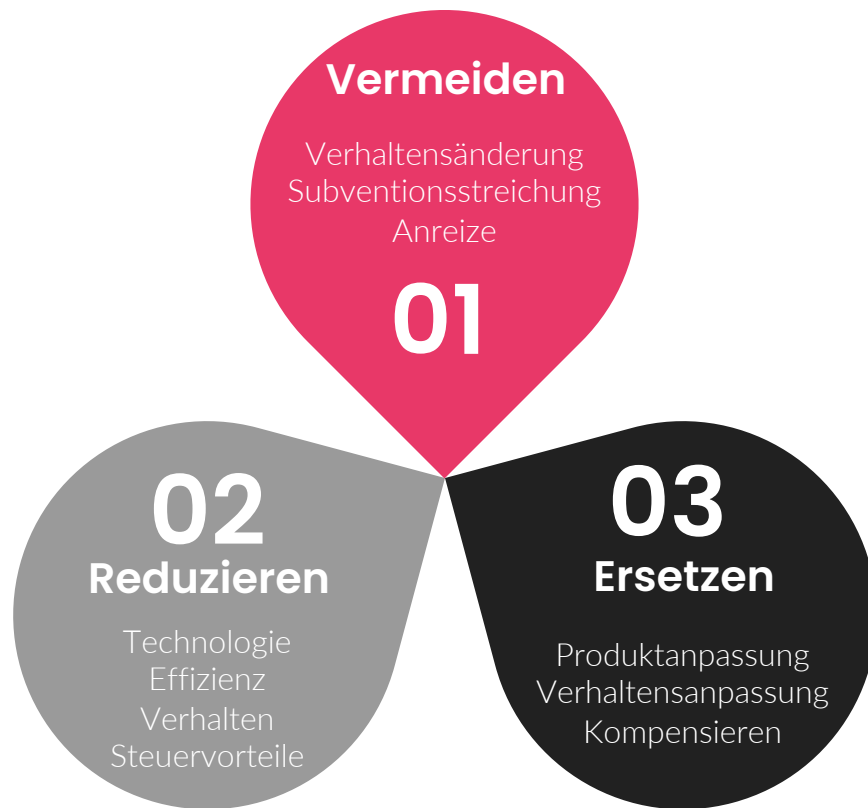 Vermeiden
Verhaltensänderung
Subventionsstreichung
Anreize
01
02
Reduzieren
Technologie
Effizienz
Verhalten
Steuervorteile
03
Ersetzen
Produktanpassung
Verhaltensanpassung
Kompensieren